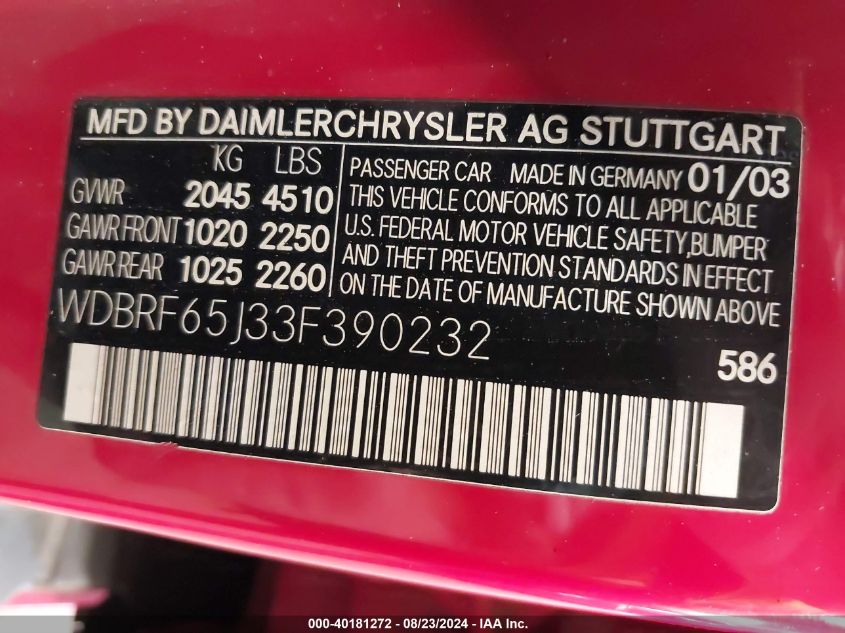 MFD BY DAIMLERCHRYSLER AG STUTTGART
KG LBS
GVWR 2045 4510
GAWR FRONT 1020 2250
GAWR REAR 1025 2260
PASSENGER CAR MADE IN GERMANY 01/03
THIS VEHICLE CONFORMS TO ALL APPLICABLE
U.S. FEDERAL MOTOR VEHICLE SAFETY,BUMPER
AND THEFT PREVENTION STANDARDS IN EFFECT
ON THE DATE OF MANUFACTURE SHOWN ABOVE
WDBRF65J33F390232
586
000-40181272 - 08/23/2024 - IAA Inc.